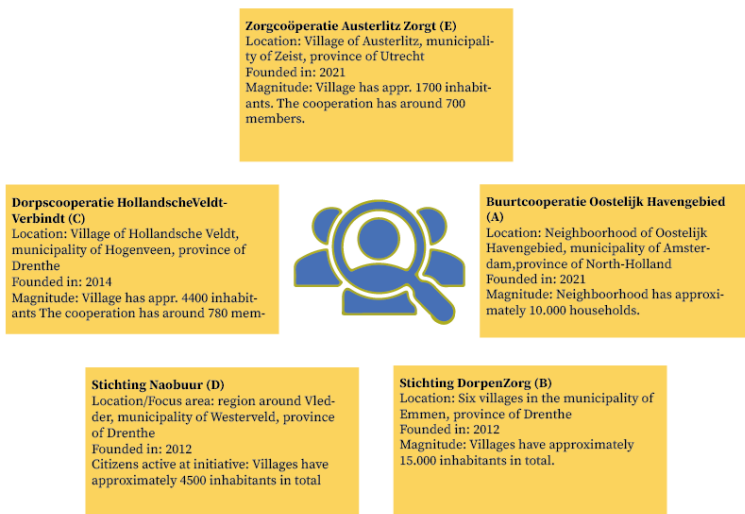 Zorgcoöperatie Austerlitz Zorgt (E)
Location: Village of Austerlitz, municipali-
ty of Zeist, province of Utrecht
Founded in: 2021
Magnitude: Village has appr. 1700 inhabit-
ants. The cooperation has around 700
members.
Dorpscooperatie HollandscheVeldt-
Verbindt (C)
Location: Village of Hollandsche Veldt,
municipality of Hogenveen, province of
Drenthe
Founded in: 2014
Magnitude: Village has appr. 4400 inhabit-
ants The cooperation has around 780 mem-
Buurtcooperatie Oostelijk Havengebied
(A)
Location: Neighboorhood of Oostelijk
Havengebied, municipality of Amster-
dam,province of North-Holland
Founded in: 2021
Magnitude: Neighboorhood has approxi-
mately 10.000 households.
Stichting Naobuur (D)
Location/Focus area: region around Vled-
der, municipality of Westerveld, province
of Drenthe
Founded in: 2012
Citizens active at initiative: Villages have
approximately 4500 inhabitants in total
Stichting DorpenZorg (B)
Location: Six villages in the municipality of
Emmen, province of Drenthe
Founded in: 2012
Magnitude: Villages have approximately
15.000 inhabitants in total.